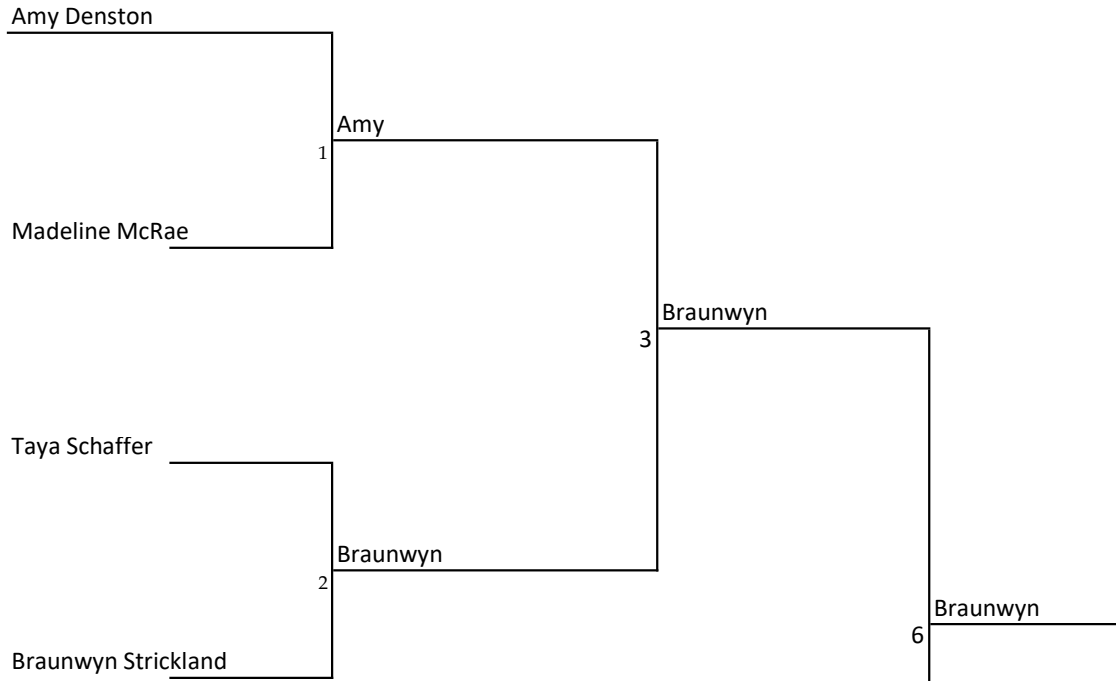 Amy Denston
Amy
1
Madeline McRae
Braunwyn
3
Taya Schaffer
Braunwyn
2
Braunwyn
6
Braunwyn Strickland